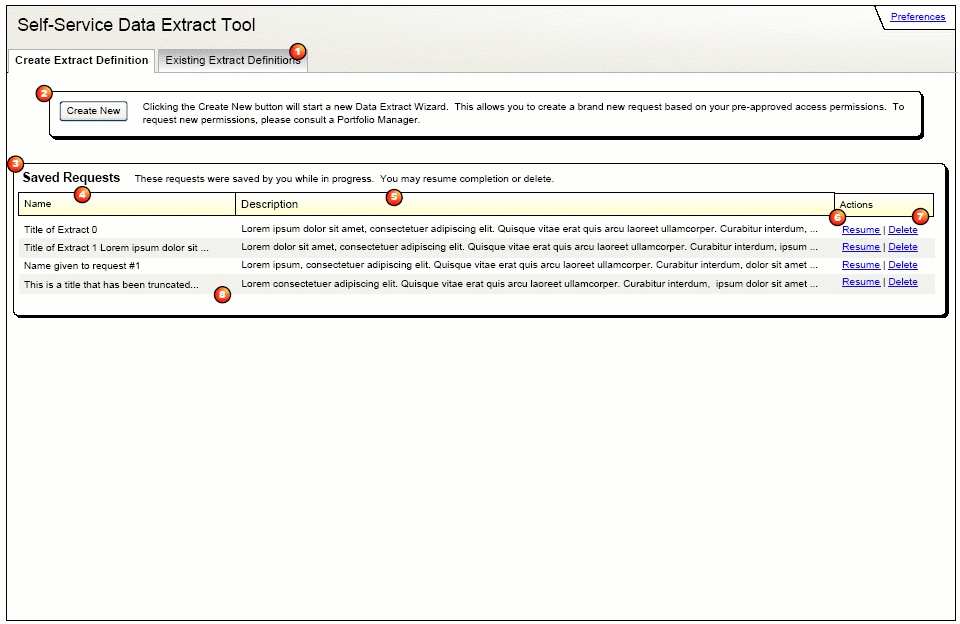 Self-Service Data Extract Tool
Preferences
Create Extract Definition
Existing Extract Definitions
1
2
Create New
Clicking the Create New button will start a new Data Extract Wizard. This allows you to create a brand new request based on your pre-approved access permissions. To
request new permissions, please consult a Portfolio Manager.
3
Saved Requests These requests were saved by you while in progress. You may resume completion or delete.
4
5
Name Description Actions
6
7
Title of Extract 0 Lorem ipsum dolor sit amet, consectetuer adipiscing elit. Quisque vitae erat quis arcu laoreet ullamcorper. Curabitur interdum, ... Resume | Delete
Title of Extract 1 Lorem ipsum dolor sit ... Lorem dolor sit amet, consectetuer adipiscing elit. Quisque vitae erat quis arcu laoreet ullamcorper. Curabitur interdum, ipsum ... Resume | Delete
Name given to request #1 Lorem ipsum, consectetuer adipiscing elit. Quisque vitae erat quis arcu laoreet ullamcorper. Curabitur interdum, dolor sit amet ... Resume | Delete
This is a title that has been truncated... Lorem consectetuer adipiscing elit. Quisque vitae erat quis arcu laoreet ullamcorper. Curabitur interdum, ipsum dolor sit amet ... Resume | Delete
8